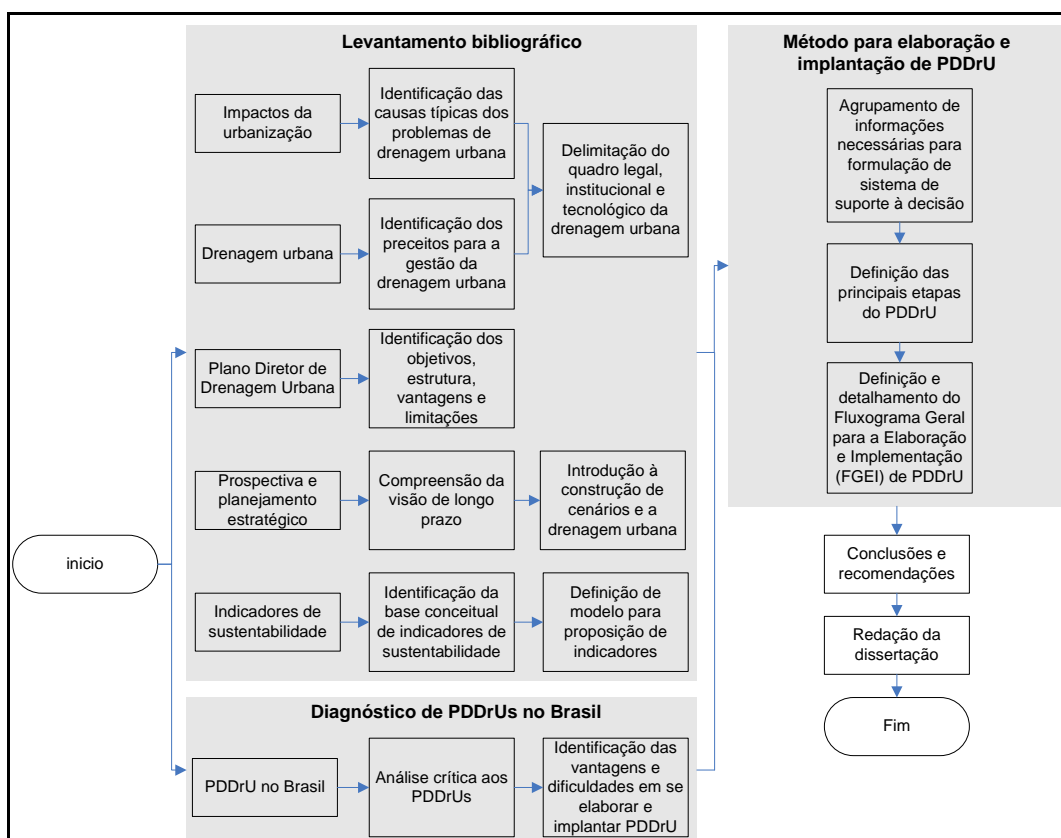 Levantamento bibliográfico
Impactos da
urbanização
Identificação das
causas típicas dos
problemas de
drenagem urbana
Delimitação do
quadro legal,
institucional e
tecnológico da
drenagem urbana
Drenagem urbana
Identificação dos
preceitos para a
gestão da
drenagem urbana
Plano Diretor de
Drenagem Urbana
Identificação dos
objetivos,
estrutura,
vantagens e
limitações
Prospectiva e
planejamento
estratégico
Compreensão da
visão de longo
prazo
Introdução à
construção de
cenários e a
drenagem urbana
inicio
Indicadores de
sustentabilidade
Identificação da
base conceitual
de indicadores de
sustentabilidade
Definição de
modelo para
proposição de
indicadores
Diagnóstico de PDDrUs no Brasil
PDDrU no Brasil
Análise crítica aos
PDDrUs
Identificação das
vantagens e
dificuldades em se
elaborar e
implantar PDDrU
Método para elaboração e
implantação de PDDrU
Agrupamento de
informações
necessárias para
formulação de
sistema de
suporte à decisão
Definição das
principais etapas
do PDDrU
Definição e
detalhamento do
Fluxograma Geral
para a Elaboração
e Implementação
(FGEI) de PDDrU
Conclusões e
recomendações
Redação da
dissertação
Fim